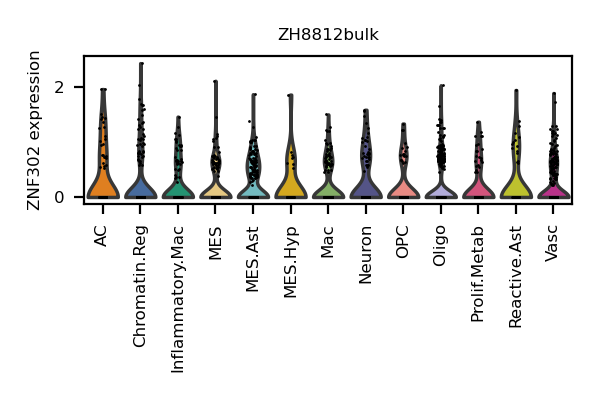 ZH8812bulk
ZNF302 expression
2
0
AC
Chromatin.Reg
Inflammatory.Mac
MES
MES.Ast
MES.Hyp
Mac
Neuron
OPC
Oligo
Prolif.Metab
Reactive.Ast
Vasc